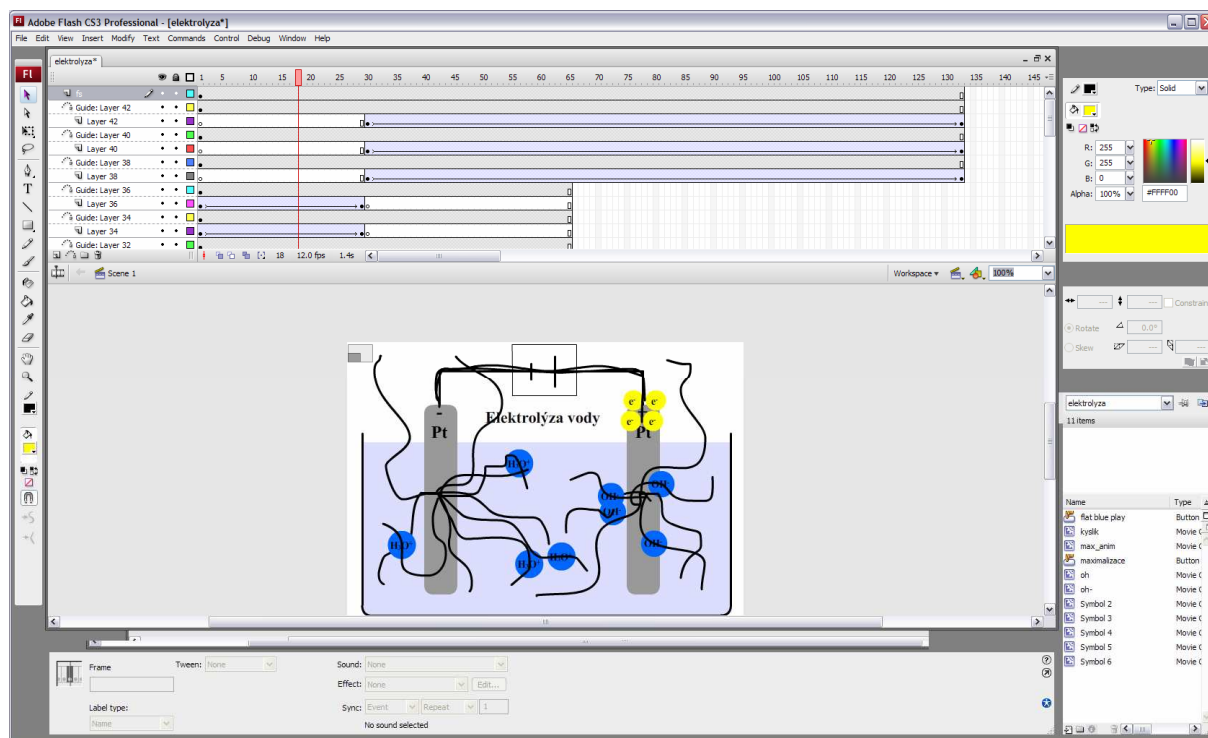 Adobe Flash CS3 Professional - [elektrolyza*]
File Edit View Insert Modify Text Commands Control Debug Window Help
elektrolyza*
Fl
1 5 10 15 20 25 30 35 40 45 50 55 60 65 70 75 80 85 90 95 100 105 110 115 120 125 130 135 140 145
Guide: Layer 42
Layer 42
Guide: Layer 40
Layer 40
Guide: Layer 38
Layer 38
Guide: Layer 36
Layer 36
Guide: Layer 34
Layer 34
Guide: Layer 32
18 12.0 fps 1.4s
Scene 1
Workspace
100%
Type: Solid
R: 255
G: 255
B: 0
Alpha: 100%
#FFFF00
Constrain
Rotate 0.0°
Skew
elektrolyza
11 items
Name Type
flat blue play Button
kyslik Movie C
max_anim Movie C
maximalizace Button
oh Movie C
oh- Movie C
Symbol 2 Movie C
Symbol 3 Movie C
Symbol 4 Movie C
Symbol 5 Movie C
Symbol 6 Movie C
e- e-
e- e-
-
Elektrolýza vody
Pt
Pt
H₃O⁺
OH-
OH-
OH-
H₃O⁺
OH-
H₃O⁺
H₃O⁺
Frame
Tween: None
Sound: None
Effect: None
Edit...
Label type:
Name
Sync: Event Repeat 1
No sound selected